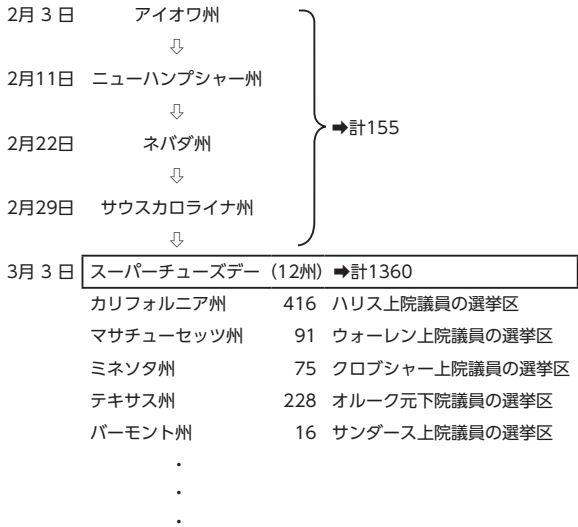 2月 3 日 アイオワ州
⇩
2月11日 ニューハンプシャー州
⇩
➡計155
2月22日 ネバダ州
⇩
2月29日 サウスカロライナ州
⇩
3月 3 日 スーパーチューズデー（12州）➡計1360
カリフォルニア州 416 ハリス上院議員の選挙区
マサチューセッツ州 91 ウォーレン上院議員の選挙区
ミネソタ州 75 クロブシャー上院議員の選挙区
テキサス州 228 オルーク元下院議員の選挙区
バーモント州 16 サンダース上院議員の選挙区
・
・
・